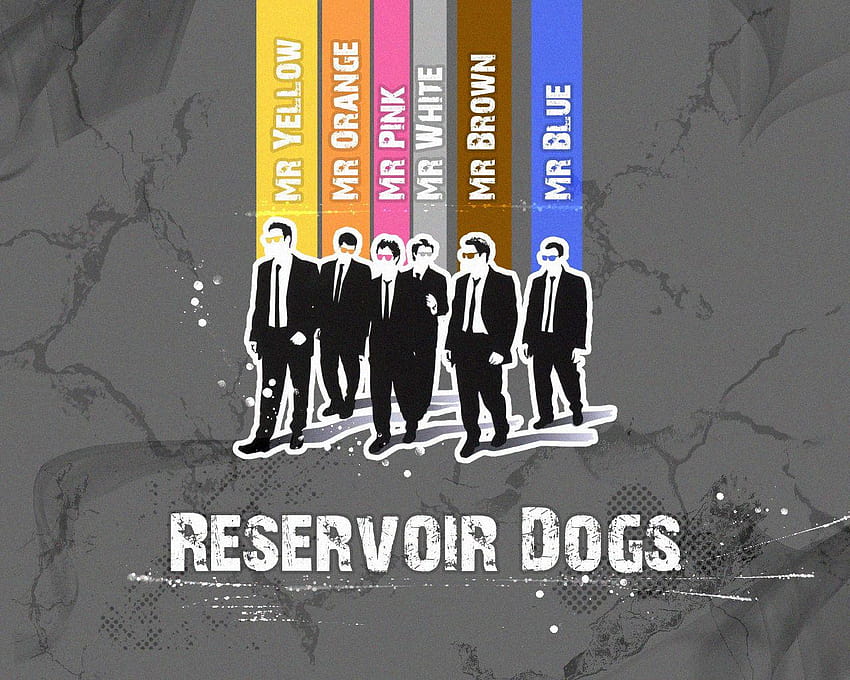 Mr Yellow
Mr Orange
Mr Pink
Mr White
Mr Brown
Mr Blue
Reservoir Dogs